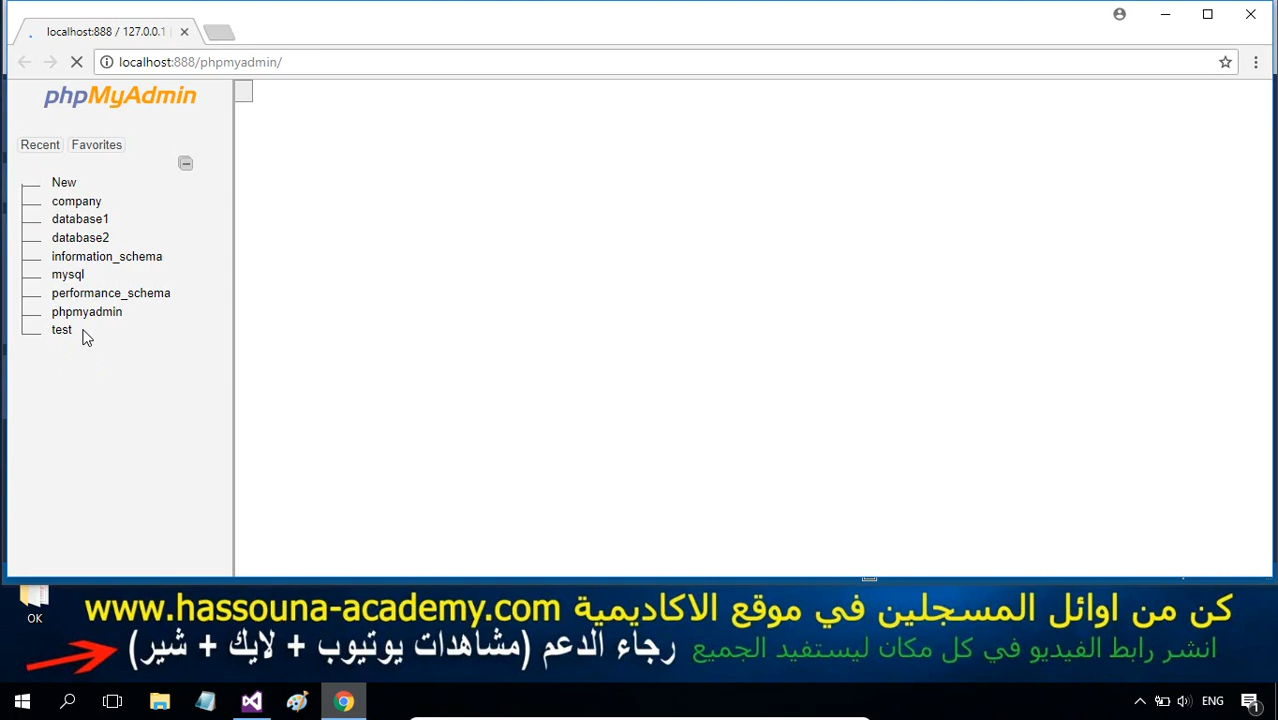 localhost:888 / 127.0.0.1
localhost:888/phpmyadmin/
phpMyAdmin
Recent Favorites
New
company
database1
database2
information_schema
mysql
performance_schema
phpmyadmin
test
كن من اوائل المسجلين في موقع الاكاديمية www.hassouna-academy.com
OK
انشر رابط الفيديو في كل مكان ليستفيد الجميع رجاء الدعم (مشاهدات يوتيوب + لايك + شير)
ENG
1